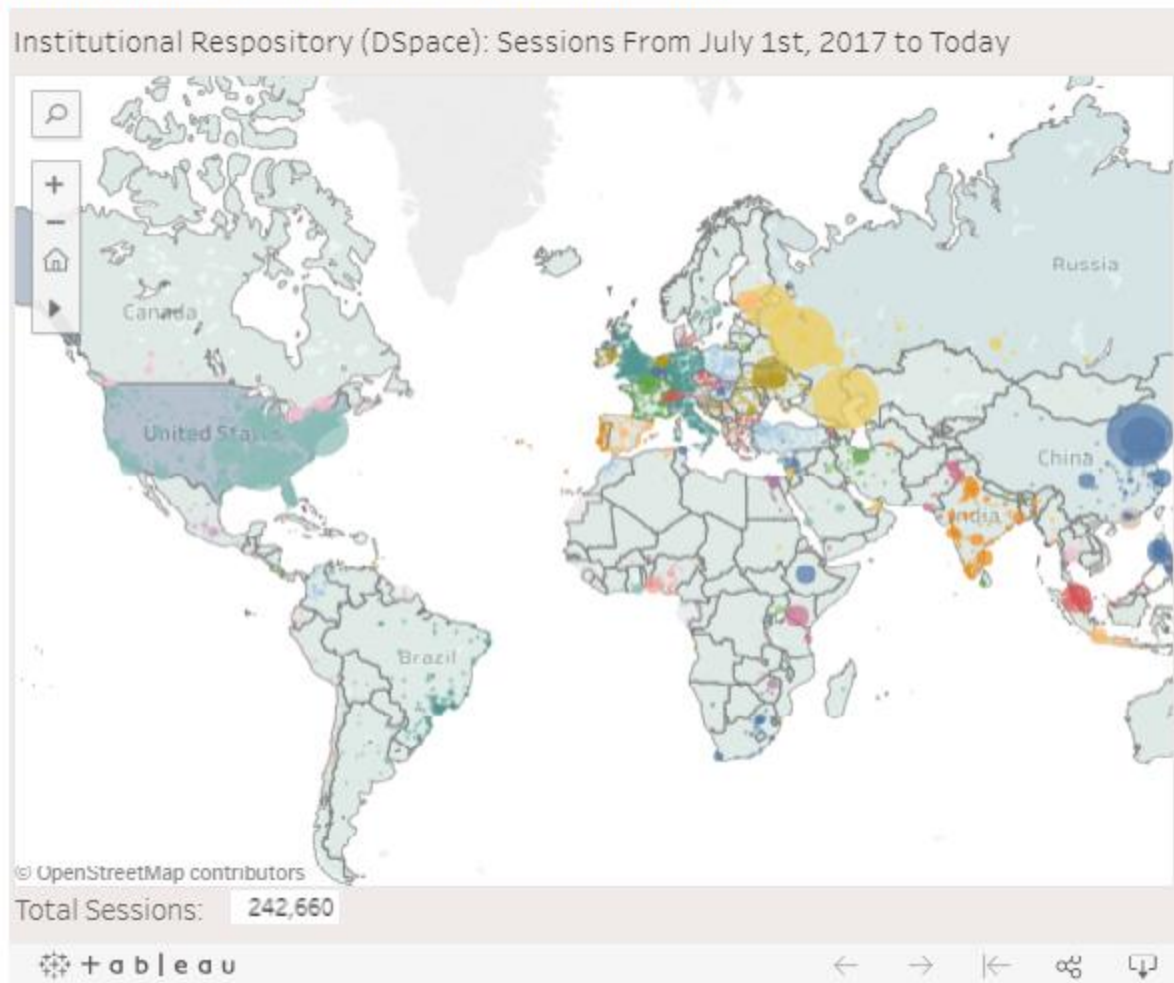 Institutional Respository (DSpace): Sessions From July 1st, 2017 to Today
Russia
Canada
United States
China
India
Brazil
© OpenStreetMap contributors
Total Sessions: 242,660
+ableau